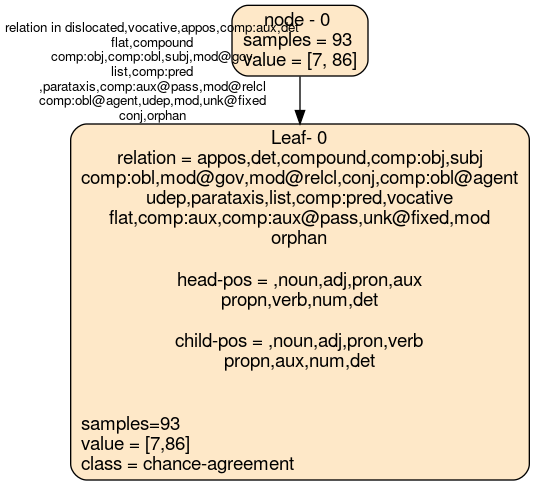 node - 0
samples = 93
value = [7, 86]
relation in dislocated,vocative,appos,comp:aux,det
flat,compound
comp:obj,comp:obl,subj,mod@gov
list,comp:pred
,parataxis,comp:aux@pass,mod@relcl
comp:obl@agent,udep,mod,unk@fixed
conj,orphan
Leaf- 0
relation = appos,det,compound,comp:obj,subj
comp:obl,mod@gov,mod@relcl,conj,comp:obl@agent
udep,parataxis,list,comp:pred,vocative
flat,comp:aux,comp:aux@pass,unk@fixed,mod
orphan
head-pos = ,noun,adj,pron,aux
propn,verb,num,det
child-pos = ,noun,adj,pron,verb
propn,aux,num,det
samples=93
value = [7,86]
class = chance-agreement